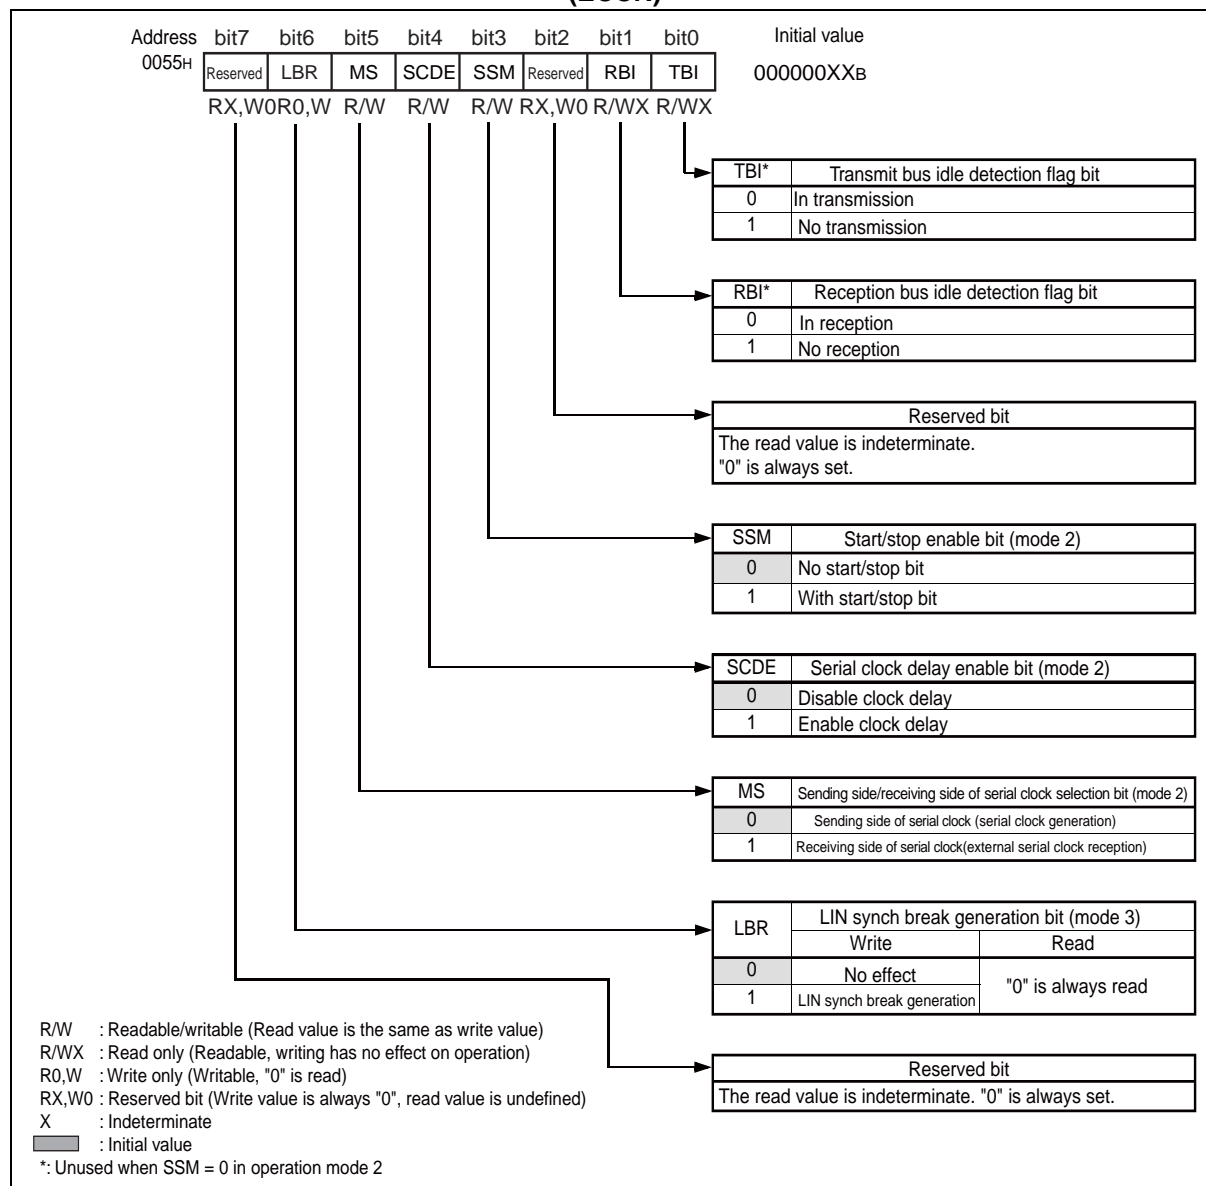 Address bit7 bit6 bit5 bit4 bit3 bit2 bit1 bit0 Initial value
0055H Reserved LBR MS SCDE SSM Reserved RBI TBI 000000XXB
RX,W0 R0,W R/W R/W R/W RX,W0 R/WX R/WX
TBI* Transmit bus idle detection flag bit
0 In transmission
1 No transmission
RBI* Reception bus idle detection flag bit
0 In reception
1 No reception
Reserved bit
The read value is indeterminate.
"0" is always set.
SSM Start/stop enable bit (mode 2)
0 No start/stop bit
1 With start/stop bit
SCDE Serial clock delay enable bit (mode 2)
0 Disable clock delay
1 Enable clock delay
MS Sending side/receiving side of serial clock selection bit (mode 2)
0 Sending side of serial clock (serial clock generation)
1 Receiving side of serial clock(external serial clock reception)
LBR LIN synch break generation bit (mode 3)
Write Read
0 No effect "0" is always read
1 LIN synch break generation
Reserved bit
The read value is indeterminate. "0" is always set.
R/W : Readable/writable (Read value is the same as write value)
R/WX : Read only (Readable, writing has no effect on operation)
R0,W : Write only (Writable, "0" is read)
RX,W0 : Reserved bit (Write value is always "0", read value is undefined)
X : Indeterminate
: Initial value
*: Unused when SSM = 0 in operation mode 2